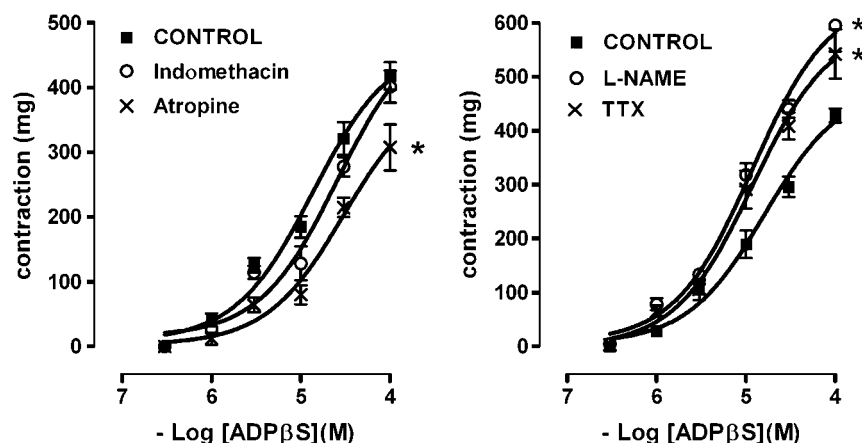 500
400
300
200
100
0
contraction (mg)
CONTROL
Indomethacin
Atropine
*
7 6 5 4
- Log [ADPβS](M)
600
500
400
300
200
100
0
contraction (mg)
CONTROL
L-NAME
TTX
*
*
7 6 5 4
- Log [ADPβS](M)